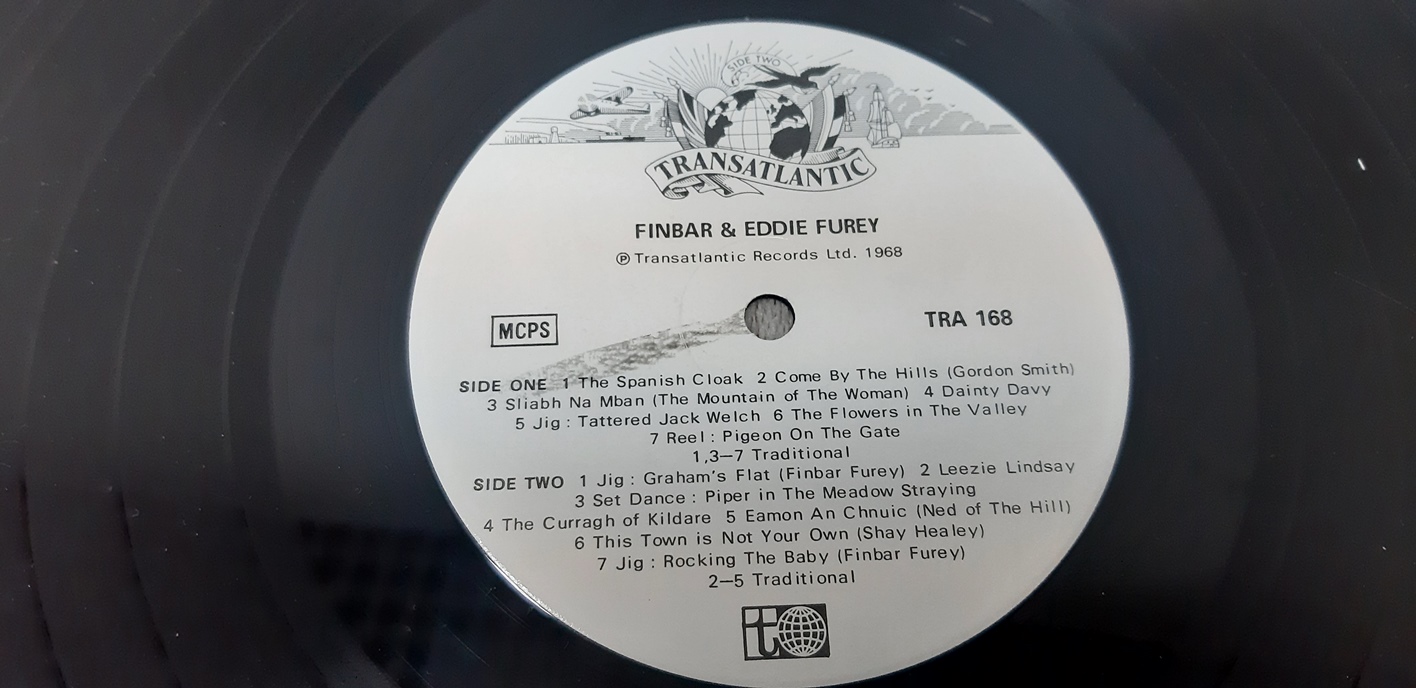 SIDE TWO
TRANSATLANTIC
FINBAR & EDDIE FUREY
Ⓟ Transatlantic Records Ltd. 1968
MCPS
TRA 168
SIDE ONE 1 The Spanish Cloak 2 Come By The Hills (Gordon Smith)
3 Sliabh Na Mban (The Mountain of The Woman) 4 Dainty Davy
5 Jig : Tattered Jack Welch 6 The Flowers in The Valley
7 Reel : Pigeon On The Gate
1,3–7 Traditional
SIDE TWO 1 Jig : Graham's Flat (Finbar Furey) 2 Leezie Lindsay
3 Set Dance : Piper in The Meadow Straying
4 The Curragh of Kildare 5 Eamon An Chnuic (Ned of The Hill)
6 This Town is Not Your Own (Shay Healey)
7 Jig : Rocking The Baby (Finbar Furey)
2–5 Traditional
t